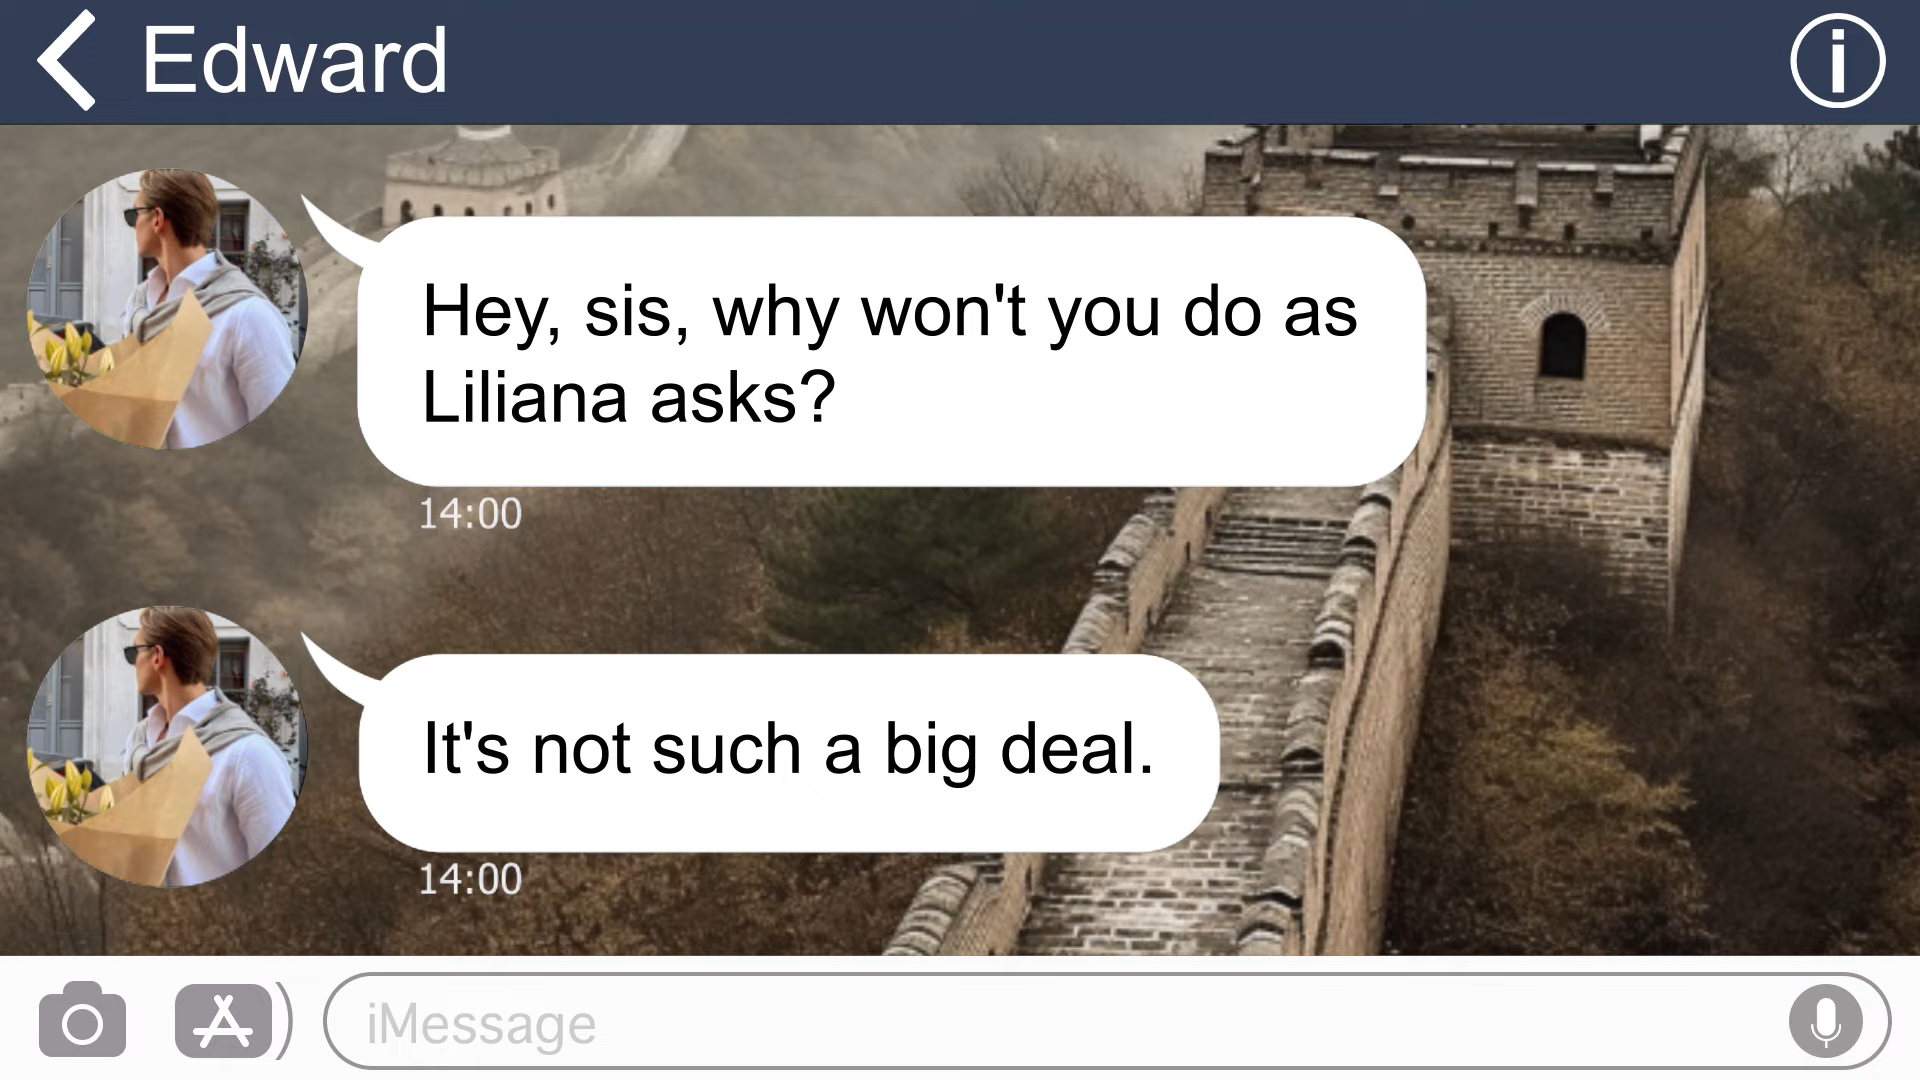 Edward
Hey, sis, why won't you do as
Liliana asks?
14:00
It's not such a big deal.
14:00
iMessage